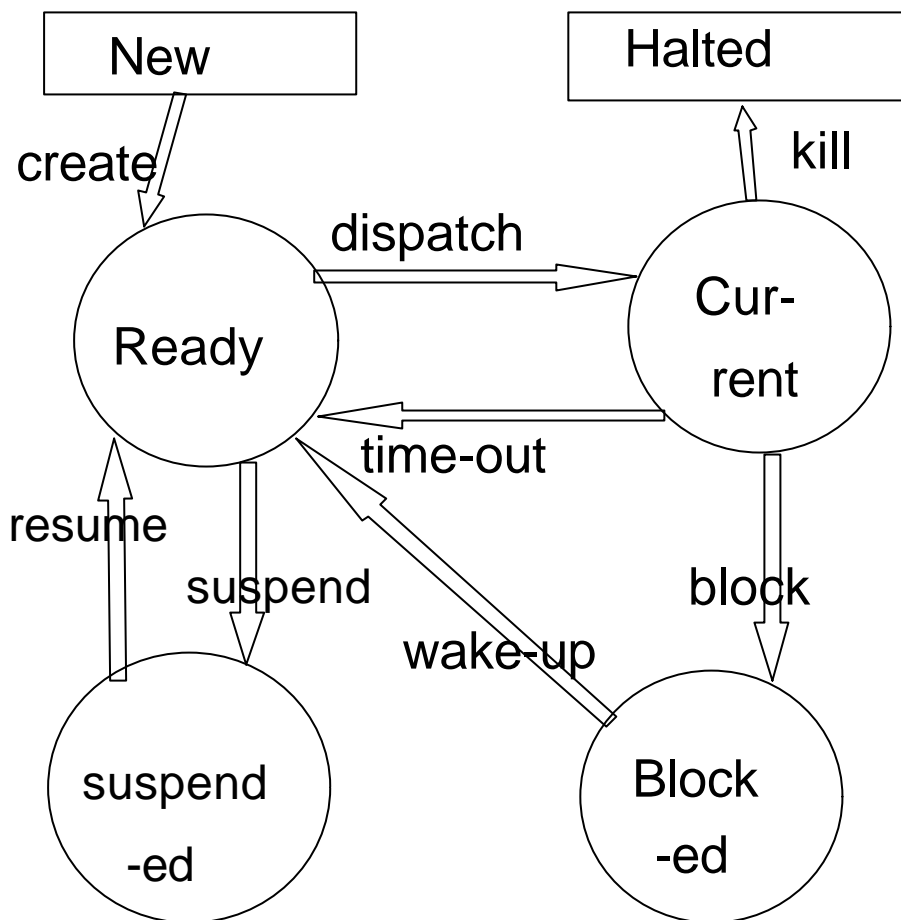 New
Halted
create
kill
dispatch
Ready
Cur-
rent
time-out
resume
suspend
block
wake-up
suspend
-ed
Block
-ed